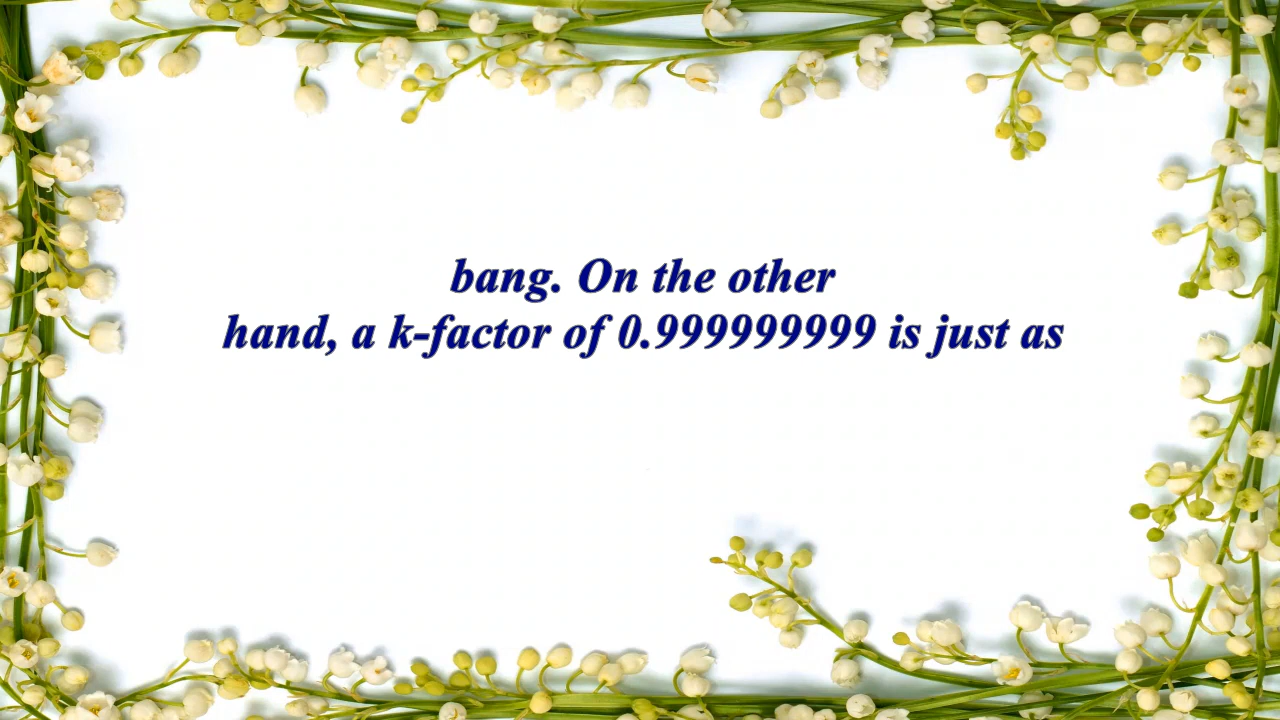 bang. On the other
hand, a k-factor of 0.999999999 is just as